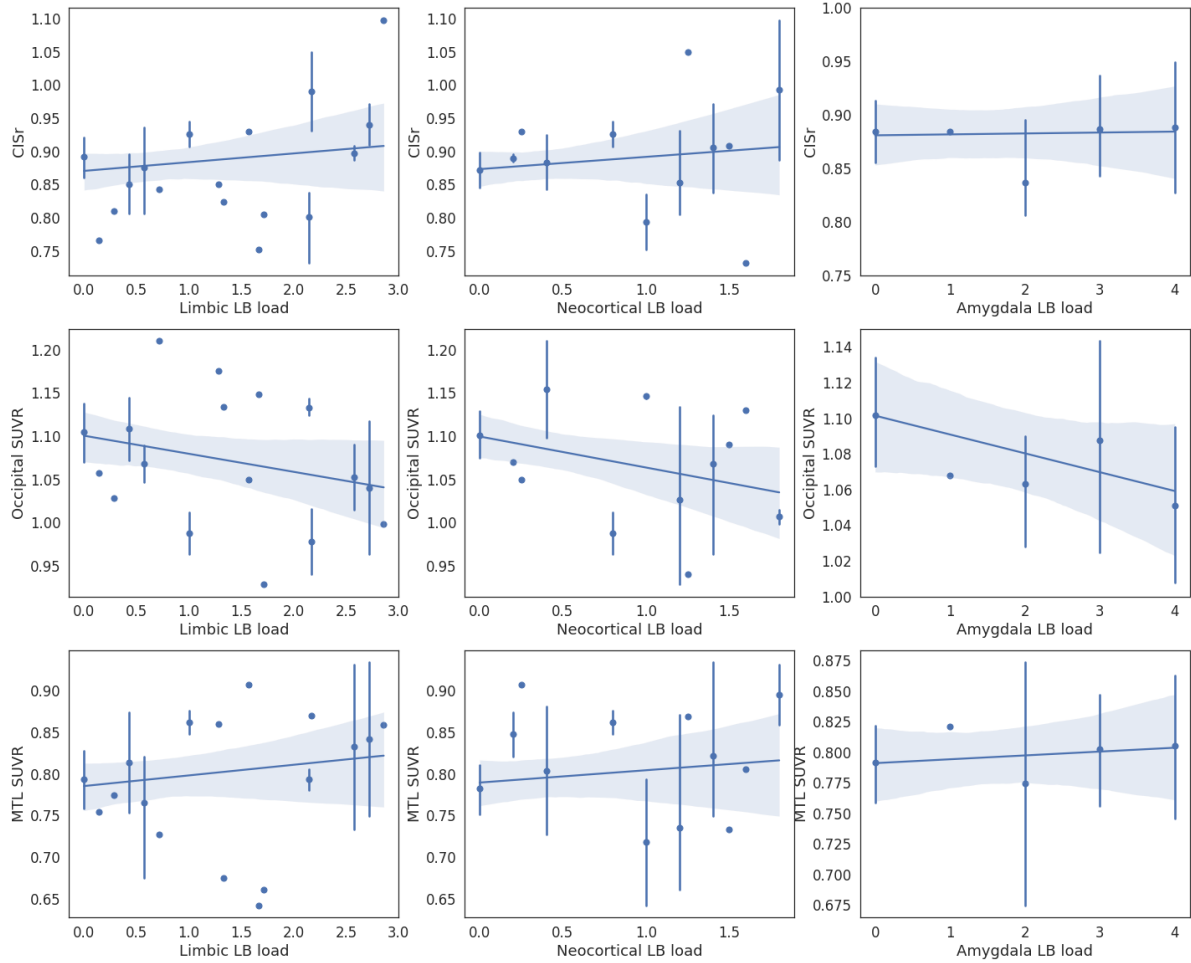 1.10
1.05
1.00
0.95
0.90
0.85
0.80
0.75
CISr
0.0 0.5 1.0 1.5 2.0 2.5 3.0
Limbic LB load
1.10
1.05
1.00
0.95
0.90
0.85
0.80
0.75
CISr
0.0 0.5 1.0 1.5
Neocortical LB load
1.00
0.95
0.90
0.85
0.80
0.75
CISr
0 1 2 3 4
Amygdala LB load
1.20
1.15
1.10
1.05
1.00
0.95
Occipital SUVR
0.0 0.5 1.0 1.5 2.0 2.5 3.0
Limbic LB load
1.20
1.15
1.10
1.05
1.00
0.95
Occipital SUVR
0.0 0.5 1.0 1.5
Neocortical LB load
1.14
1.12
1.10
1.08
1.06
1.04
1.02
1.00
Occipital SUVR
0 1 2 3 4
Amygdala LB load
0.90
0.85
0.80
0.75
0.70
0.65
MTL SUVR
0.0 0.5 1.0 1.5 2.0 2.5 3.0
Limbic LB load
0.90
0.85
0.80
0.75
0.70
0.65
MTL SUVR
0.0 0.5 1.0 1.5
Neocortical LB load
0.875
0.850
0.825
0.800
0.775
0.750
0.725
0.700
0.675
MTL SUVR
0 1 2 3 4
Amygdala LB load